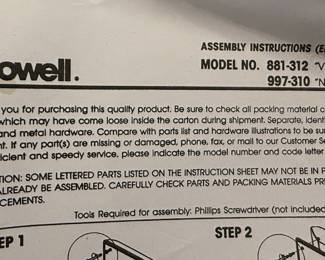 ASSEMBLY INSTRUCTIONS (E
owell.
MODEL NO. 881-312 "V
997-310 "N
you for purchasing this quality product. Be sure to check all packing material c
which may have come loose inside the carton during shipment. Separate, identi
and metal hardware. Compare with parts list and hardware illustrations to be su
nt. If any part(s) are missing or damaged, phone, fax, or mail to our Customer Se
ficient and speedy service, please indicate the model number and code letter
TION: SOME LETTERED PARTS LISTED ON THE INSTRUCTION SHEET MAY BE IN P
ALREADY BE ASSEMBLED. CAREFULLY CHECK PARTS AND PACKING MATERIALS PR
CEMENTS.
Tools Required for assembly: Phillips Screwdriver (not included
EP 1
STEP 2